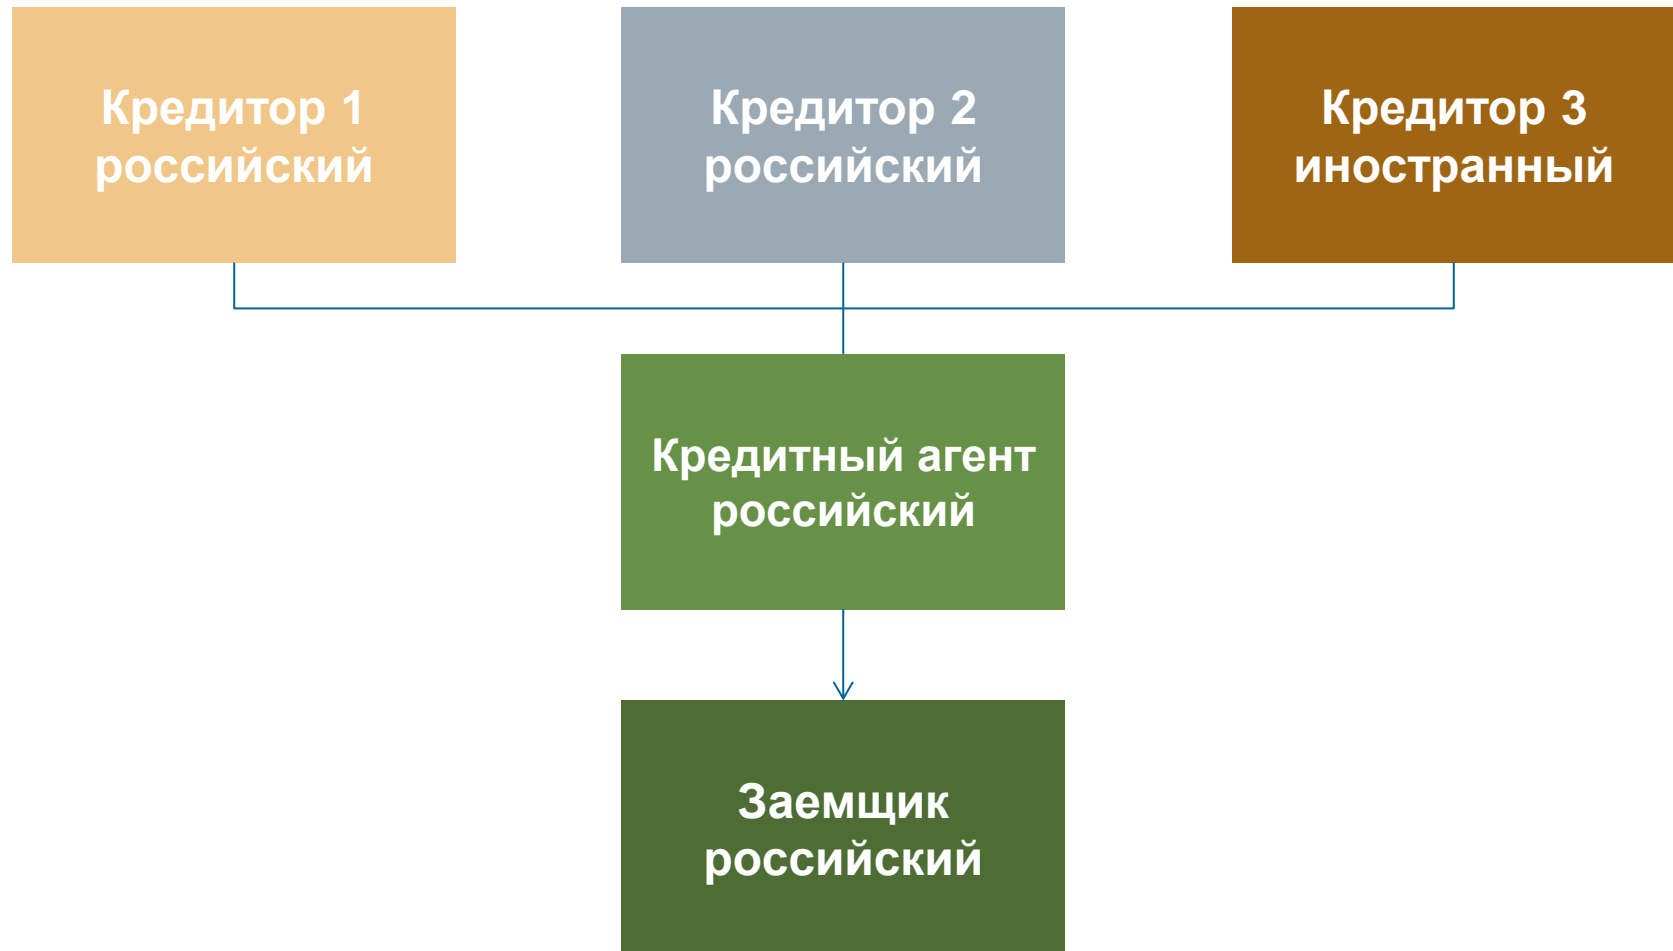 Кредитор 1
российский
Кредитор 2
российский
Кредитор 3
иностранный
Кредитный агент
российский
Заемщик
российский